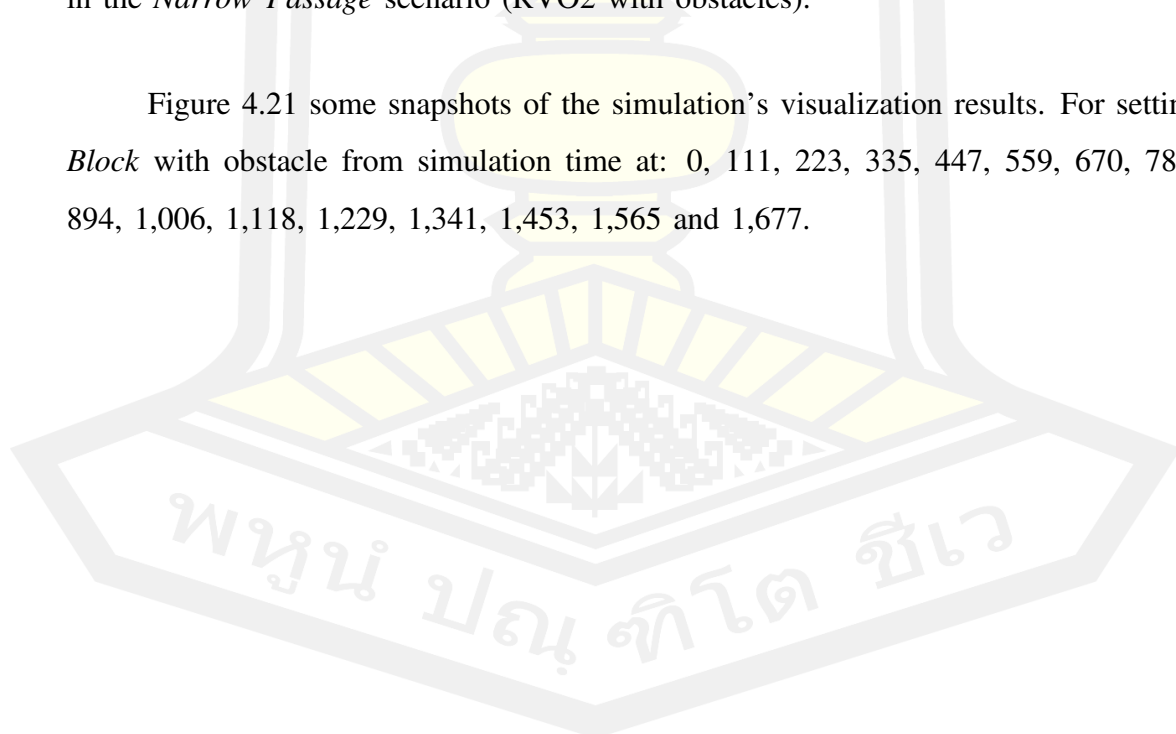 in the Narrow Passage scenario (RVO2 with obstacles).
Figure 4.21 some snapshots of the simulation's visualization results. For
Block with obstacle from simulation time at: 0, 111, 223, 335, 447, 559, 670,
894, 1,006, 1,118, 1,229, 1,341, 1,453, 1,565 and 1,677.
พหูนํ ปณฺฑิโต ชีเว